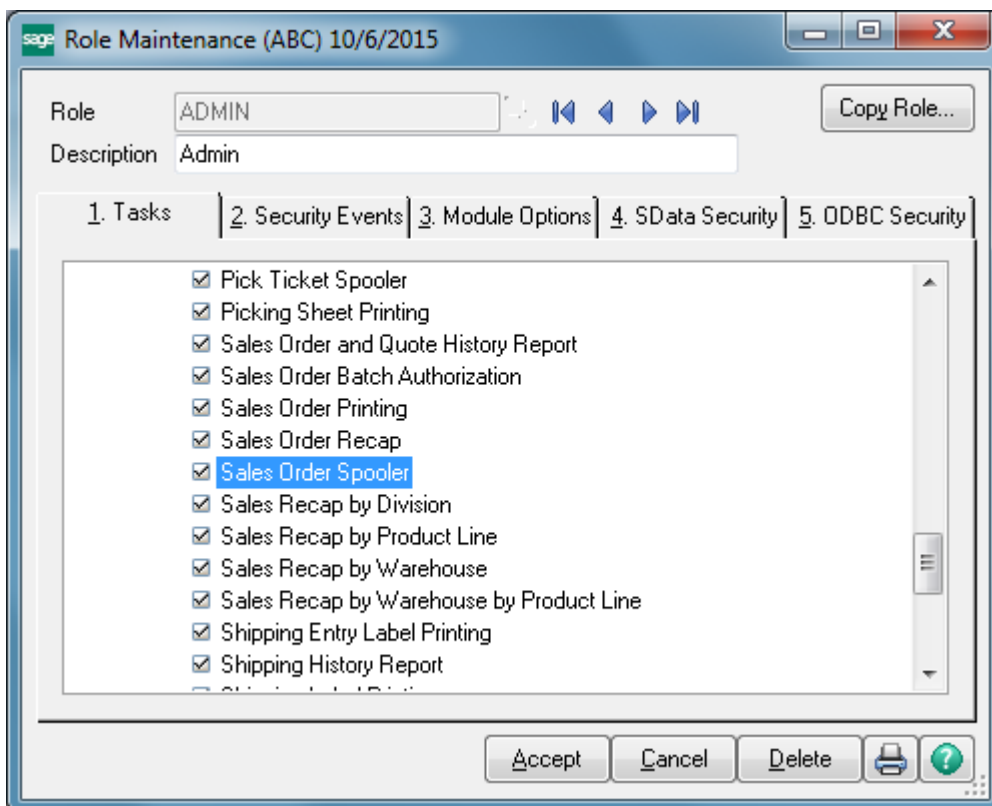 sage Role Maintenance (ABC) 10/6/2015
Role ADMIN Copy Role...
Description Admin
1. Tasks 2. Security Events 3. Module Options 4. SData Security 5. ODBC Security
Pick Ticket Spooler
Picking Sheet Printing
Sales Order and Quote History Report
Sales Order Batch Authorization
Sales Order Printing
Sales Order Recap
Sales Order Spooler
Sales Recap by Division
Sales Recap by Product Line
Sales Recap by Warehouse
Sales Recap by Warehouse by Product Line
Shipping Entry Label Printing
Shipping History Report
Accept Cancel Delete ?